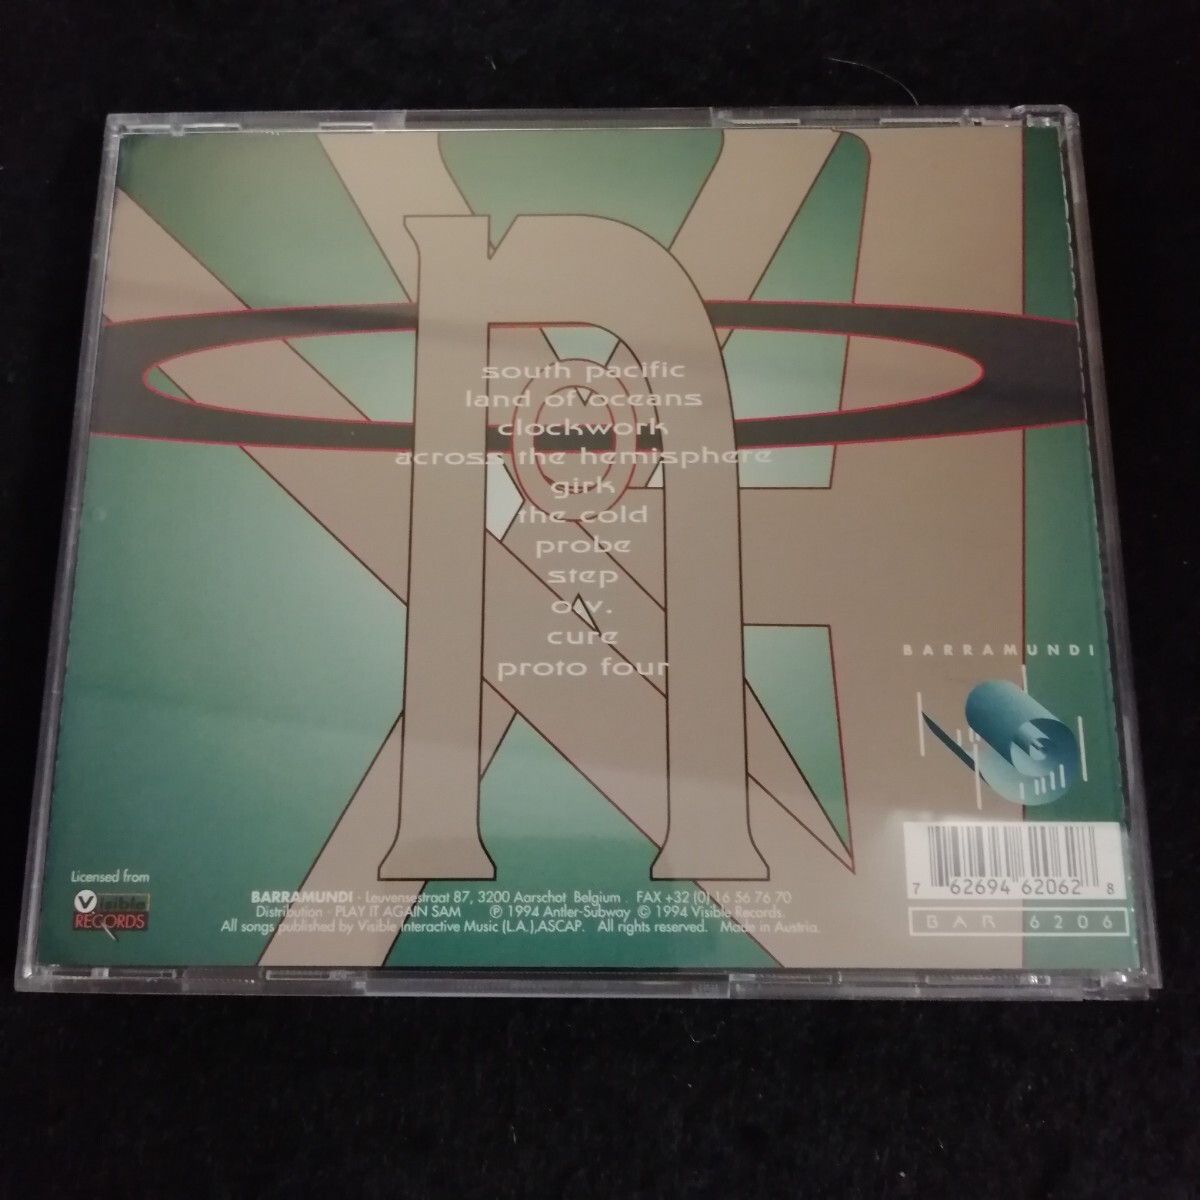 south pacific
land of oceans
clockwork
across the hemisphere
girk
the cold
probe
step
o.v.
cure
proto four
BARRAMUNDI
Licensed from
Visible
RECORDS
BARRAMUNDI - Leuvensestraat 87, 3200 Aarschot Belgium . FAX +32 (0) 16 56 76 70
Distribution - PLAY IT AGAIN SAM ℗ 1994 Antler-Subway © 1994 Visible Records.
All songs published by Visible Interactive Music (L.A.),ASCAP. All rights reserved. Made in Austria.
7 62694 62062 8
BAR 6206